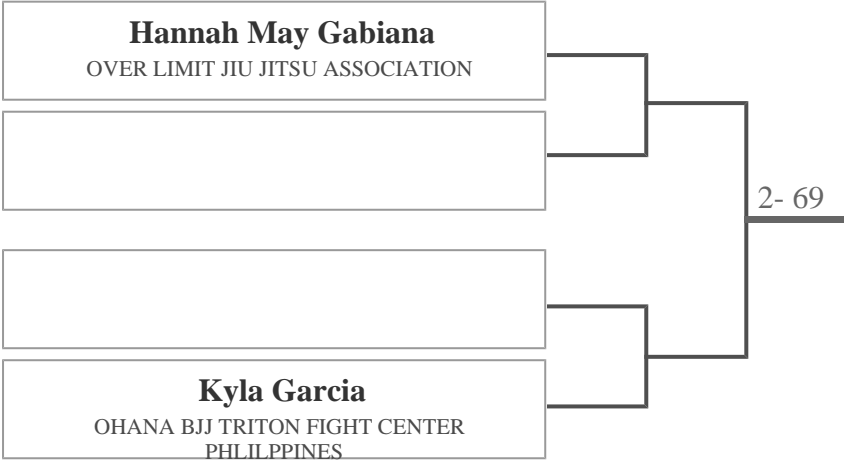 Hannah May Gabiana
OVER LIMIT JIU JITSU ASSOCIATION
2- 69
Kyla Garcia
OHANA BJJ TRITON FIGHT CENTER
PHLILPPINES